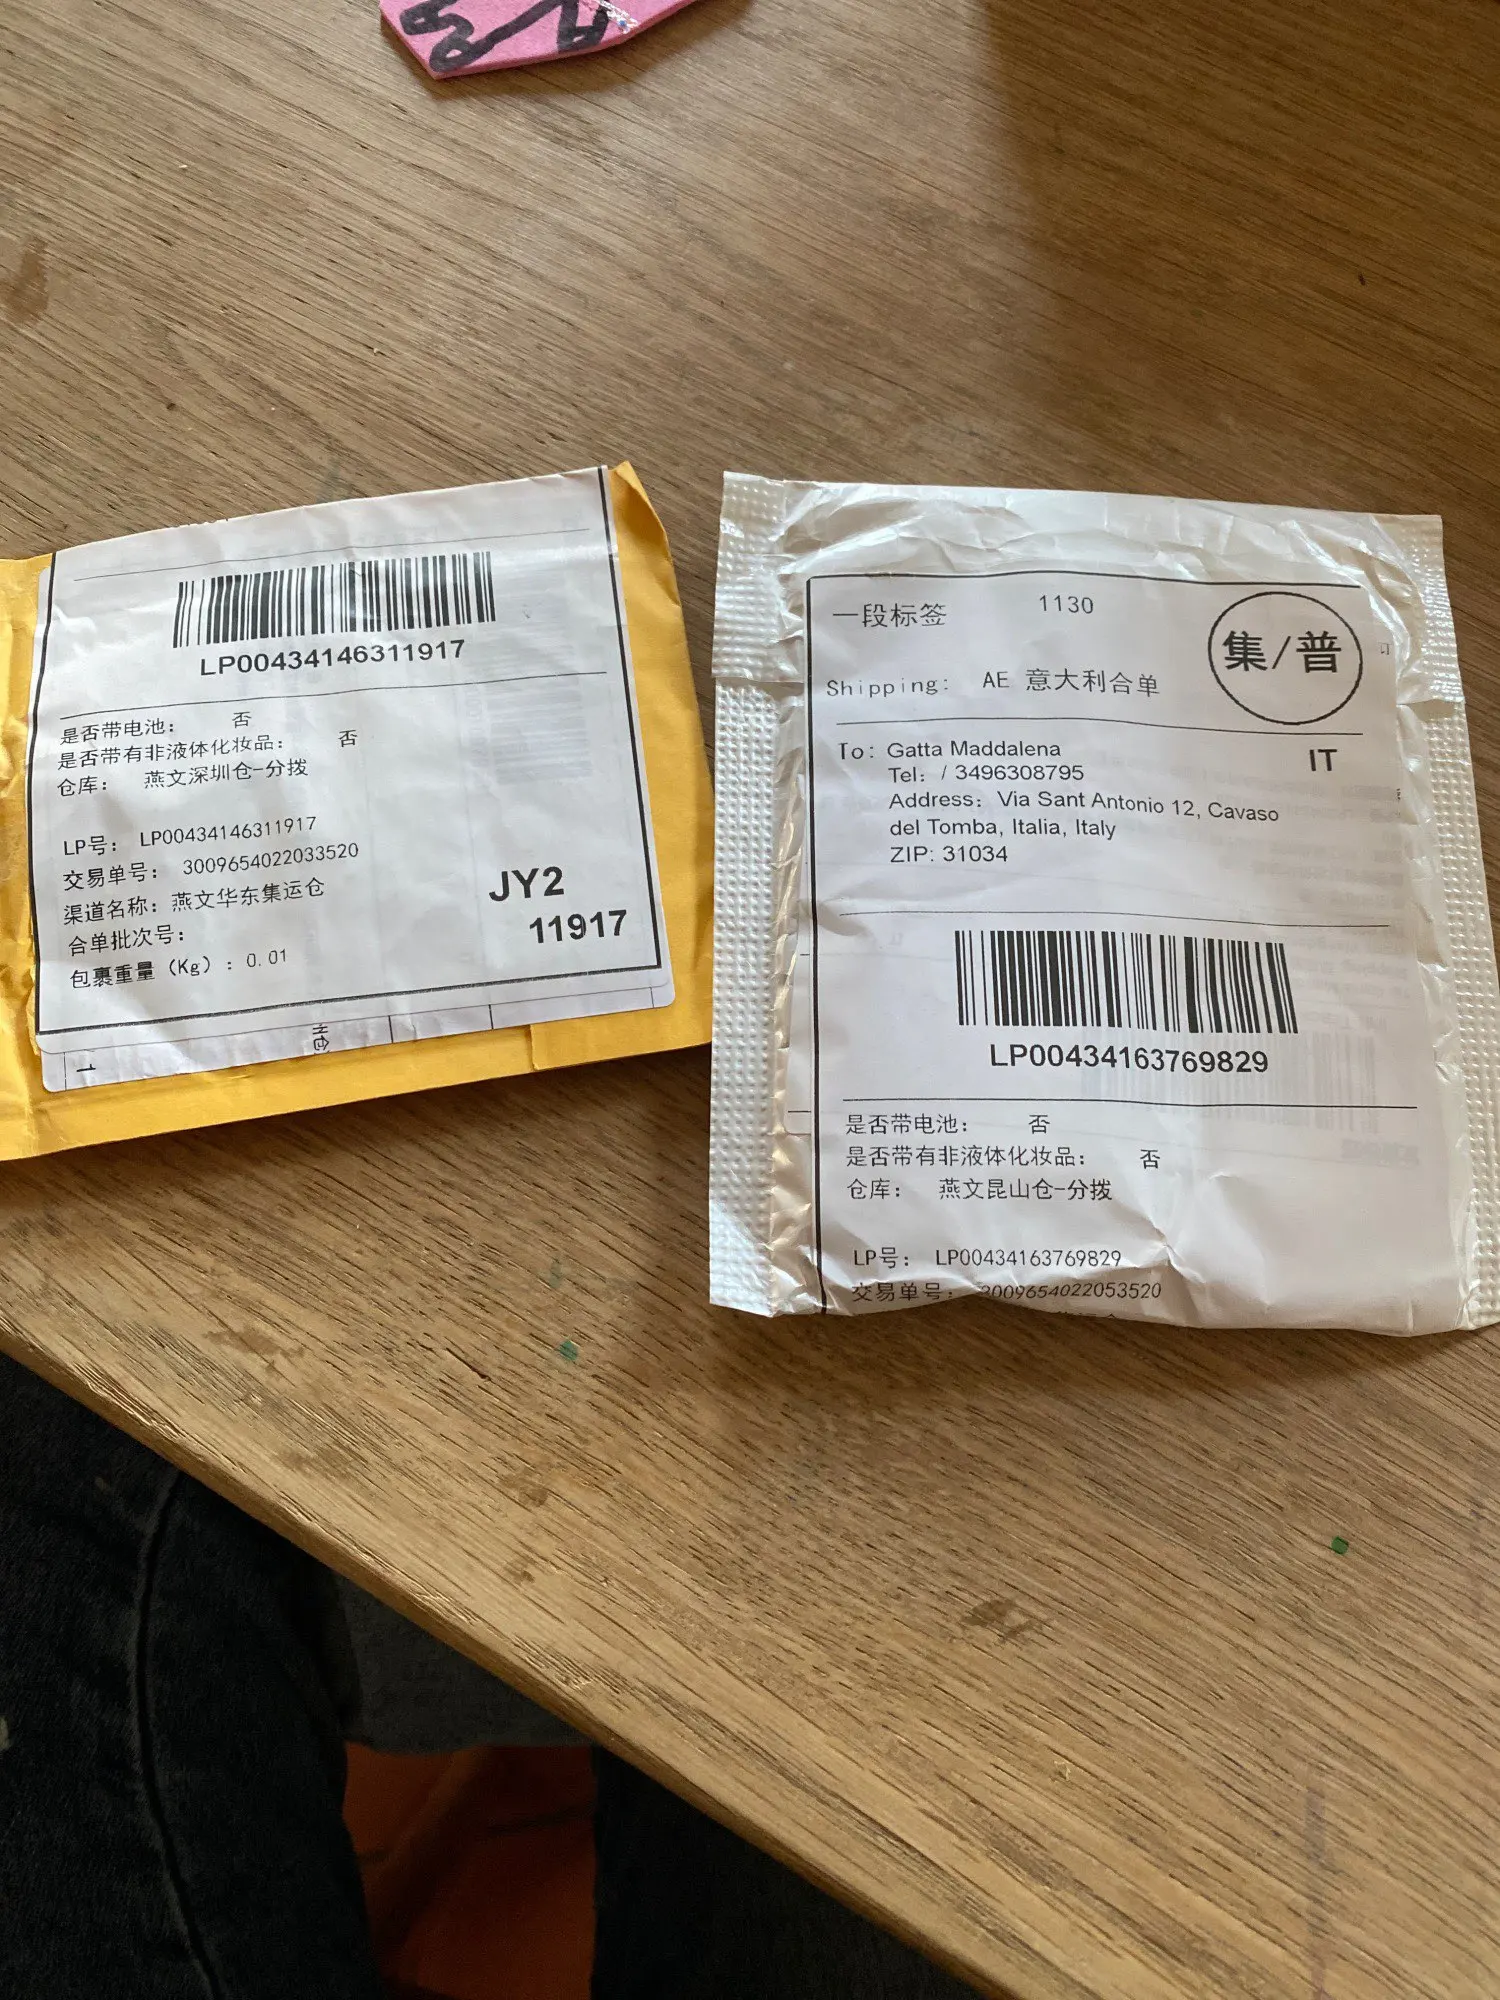 LP00434146311917
是否带电池： 否
是否带有非液体化妆品： 否
仓库： 燕文深圳仓-分拨
LP号： LP00434146311917
交易单号： 3009654022033520
渠道名称：燕文华东集运仓
合单批次号：
包裹重量（Kg）：0.01
JY2
11917
一段标签 1130
集/普
Shipping: AE 意大利合单
To: Gatta Maddalena
IT
Tel: / 3496308795
Address: Via Sant Antonio 12, Cavaso
del Tomba, Italia, Italy
ZIP: 31034
LP00434163769829
是否带电池： 否
是否带有非液体化妆品： 否
仓库： 燕文昆山仓-分拨
LP号： LP00434163769829
交易单号： 3009654022053520